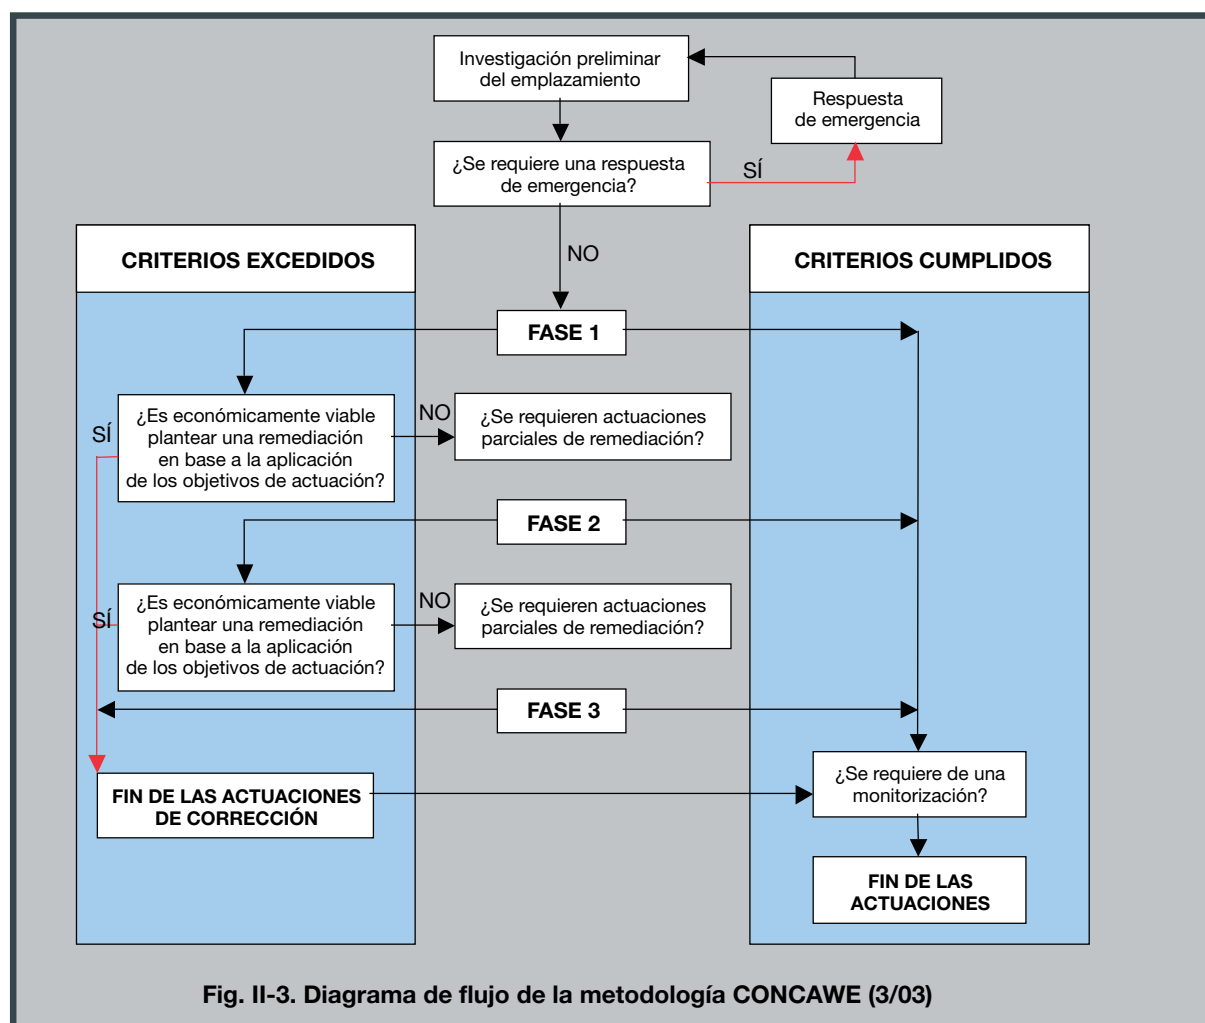 Investigación preliminar
del emplazamiento
Respuesta
de emergencia
¿Se requiere una respuesta
de emergencia?
SÍ
NO
CRITERIOS EXCEDIDOS
CRITERIOS CUMPLIDOS
FASE 1
¿Es económicamente viable
plantear una remediación
en base a la aplicación
de los objetivos de actuación?
SÍ
NO
¿Se requieren actuaciones
parciales de remediación?
FASE 2
¿Es económicamente viable
plantear una remediación
en base a la aplicación
de los objetivos de actuación?
SÍ
NO
¿Se requieren actuaciones
parciales de remediación?
FASE 3
FIN DE LAS ACTUACIONES
DE CORRECCIÓN
¿Se requiere de una
monitorización?
FIN DE LAS
ACTUACIONES
Fig. II-3. Diagrama de flujo de la metodología CONCAWE (3/03)